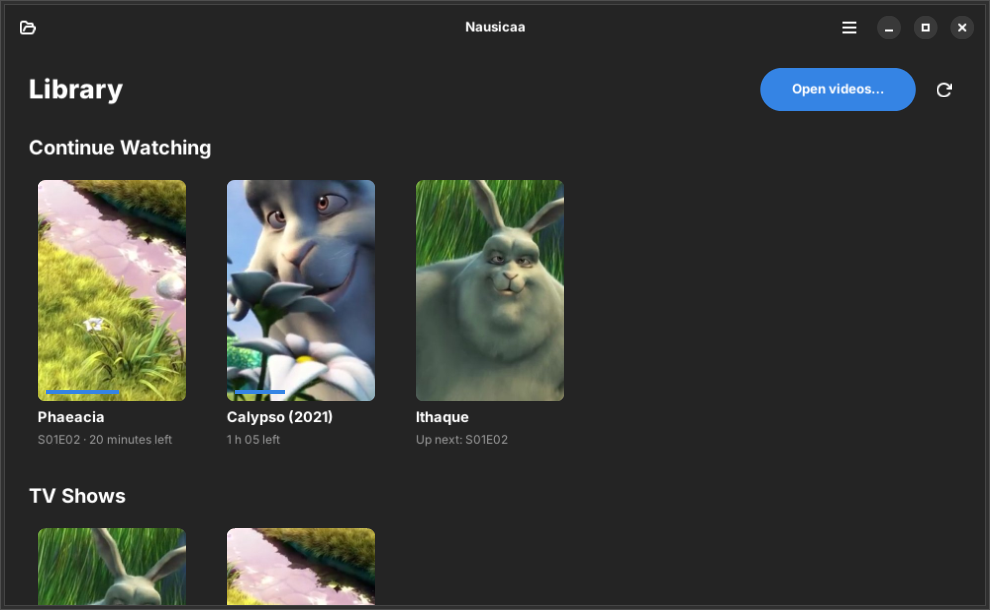 Nausicaa
Library
Open videos...
Continue Watching
Phaeacia
S01E02 · 20 minutes left
Calypso (2021)
1 h 05 left
Ithaque
Up next: S01E02
TV Shows